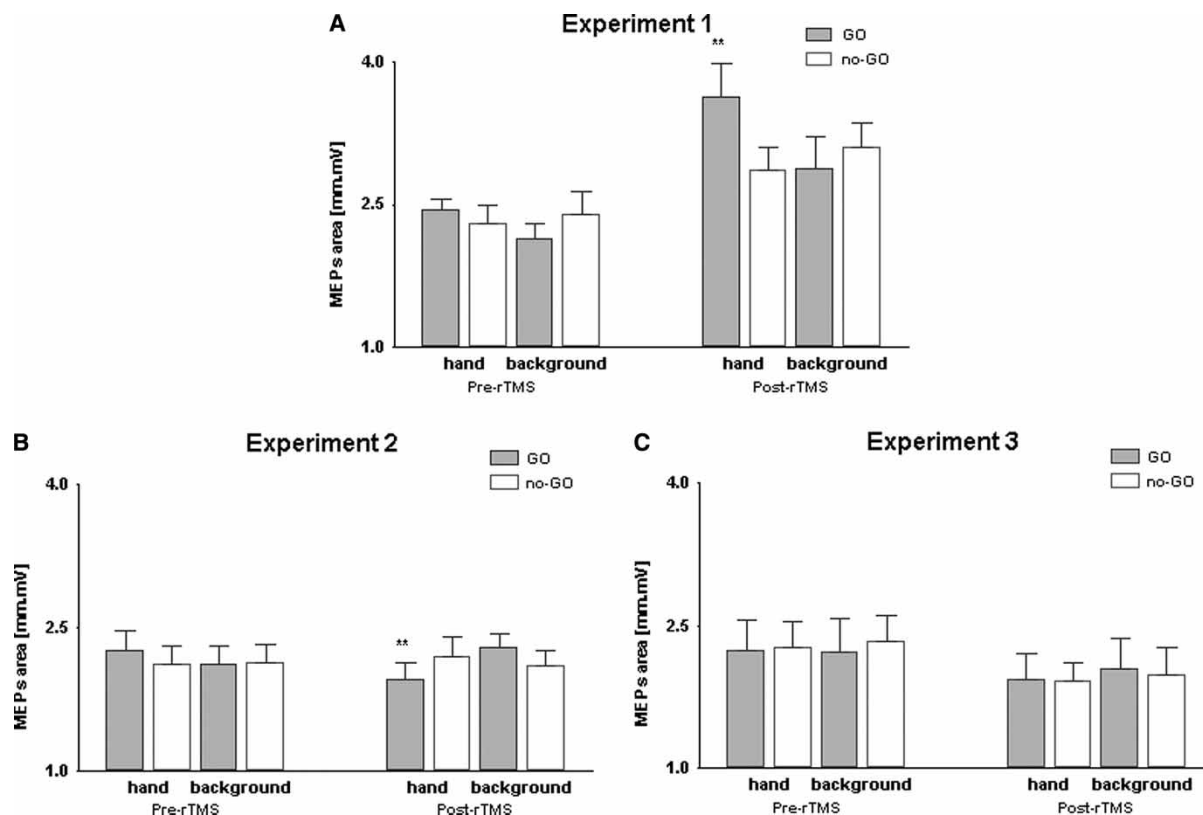 A
Experiment 1
GO
no-GO
**
4.0
2.5
1.0
MEPs area [mm.mV]
hand background hand background
Pre-rTMS Post-rTMS
B
Experiment 2
GO
no-GO
4.0
2.5
1.0
MEPs area [mm.mV]
**
hand background hand background
Pre-rTMS Post-rTMS
C
Experiment 3
GO
no-GO
4.0
2.5
1.0
MEPs area [mm.mV]
hand background hand background
Pre-rTMS Post-rTMS